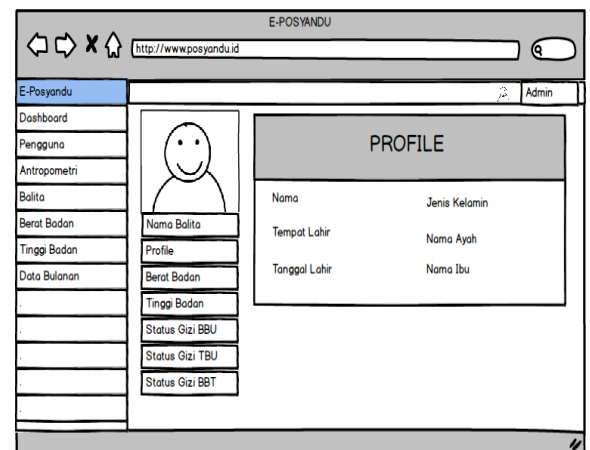 E-POSYANDU
http://www.posyandu.id
E-Posyandu
Admin
Dashboard
Pengguna
Antropometri
Balita
Berat Badan
Tinggi Badan
Data Bulanan
Nama Balita
Profile
Berat Badan
Tinggi Badan
Status Gizi BBU
Status Gizi TBU
Status Gizi BBT
PROFILE
Nama
Jenis Kelamin
Tempat Lahir
Nama Ayah
Tanggal Lahir
Nama Ibu